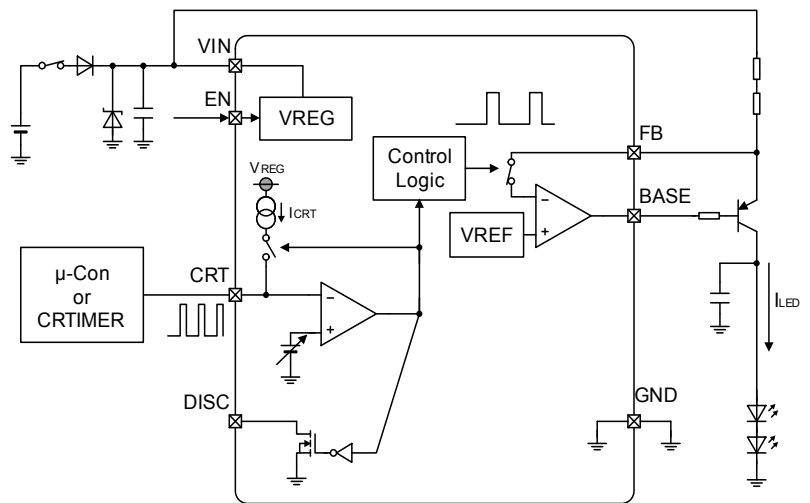 VIN
EN
VREG
FB
Control
Logic
VREG
BASE
ICRT
VREF
CRT
μ-Con
or
CRTIMER
ILED
DISC
GND
−
+
−
+